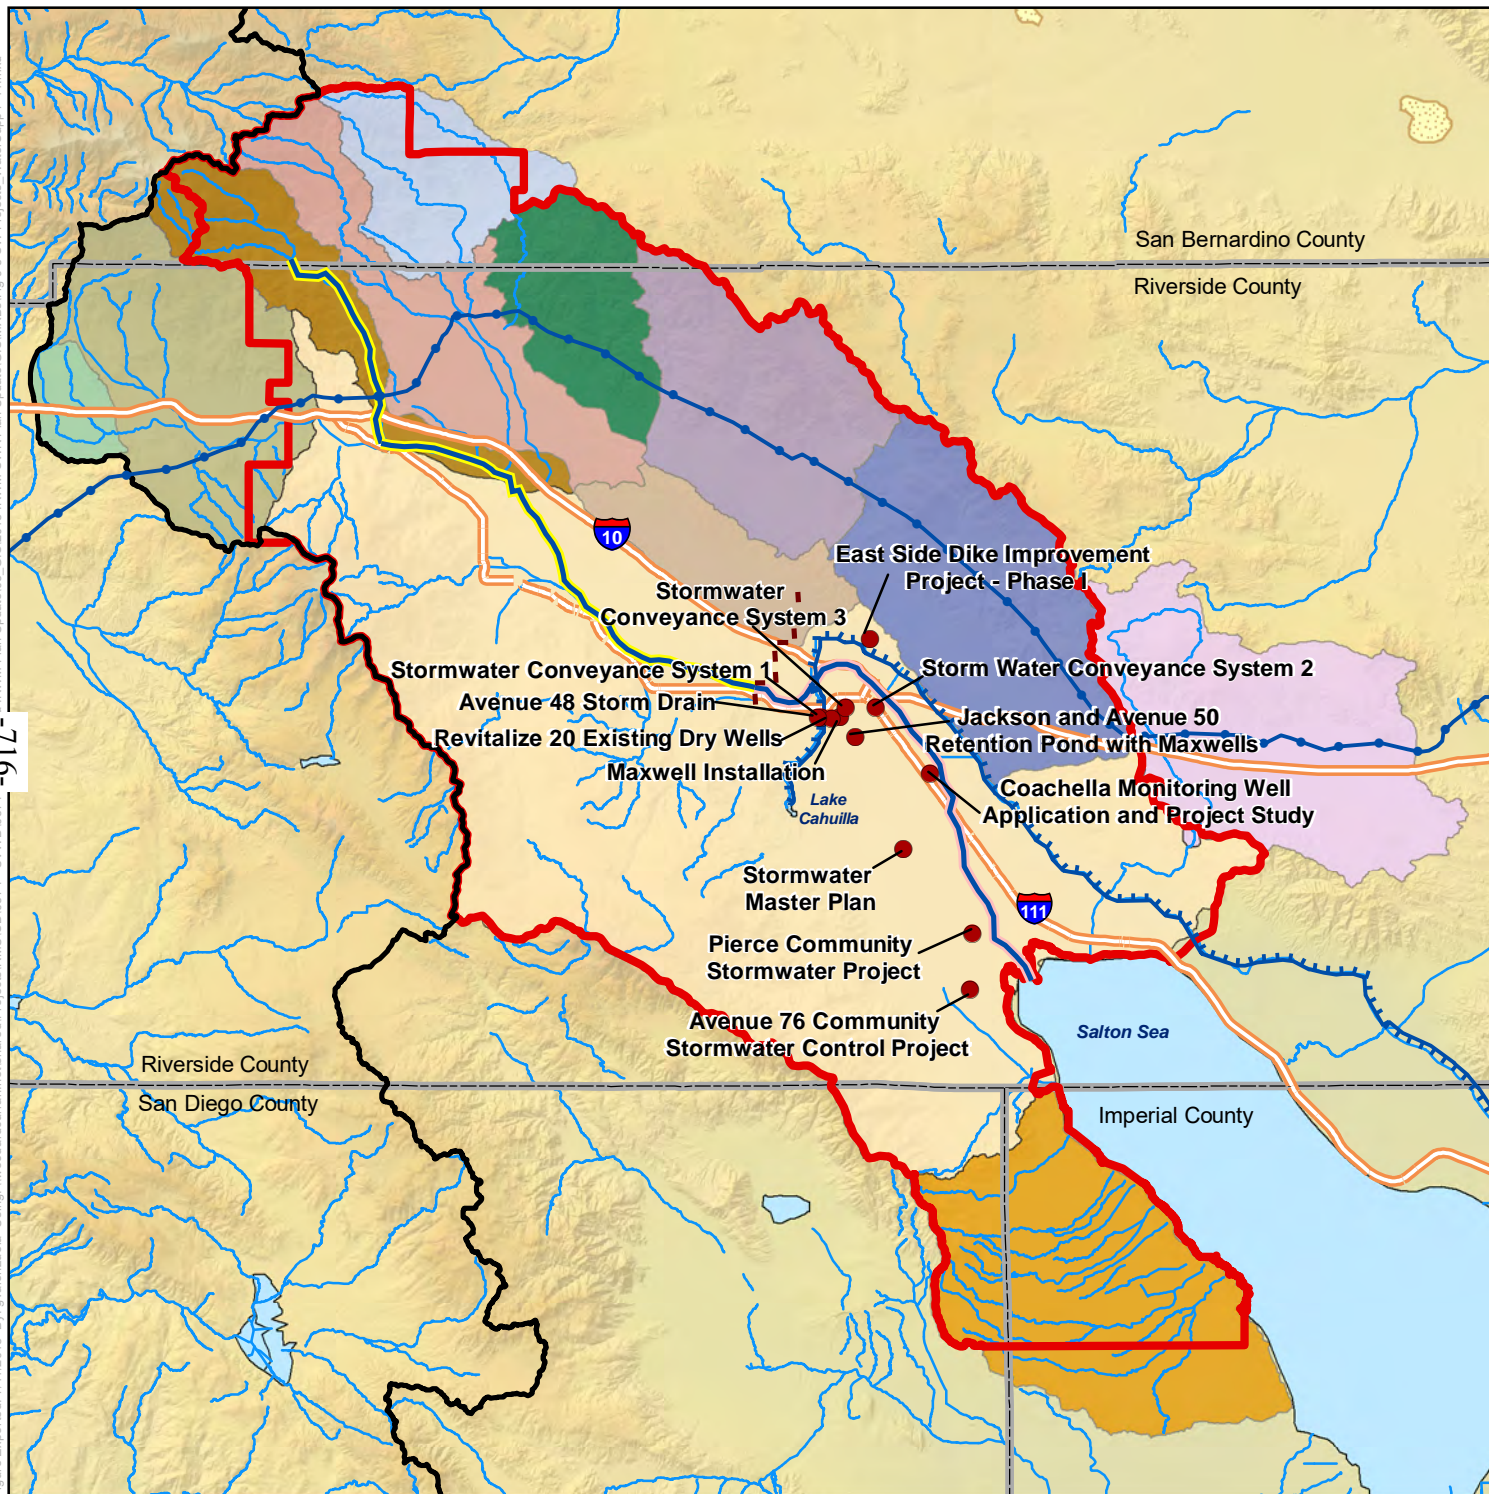 San Bernardino County
Riverside County
10
East Side Dike Improvement
Project - Phase I
Stormwater
Conveyance System 3
Stormwater Conveyance System 1
Storm Water Conveyance System 2
Avenue 48 Storm Drain
Jackson and Avenue 50
Retention Pond with Maxwells
Revitalize 20 Existing Dry Wells
Maxwell Installation
Coachella Monitoring Well
Application and Project Study
Lake
Cahuilla
-716-
Stormwater
Master Plan
111
Pierce Community
Stormwater Project
Avenue 76 Community
Stormwater Control Project
Salton Sea
Riverside County
San Diego County
Imperial County